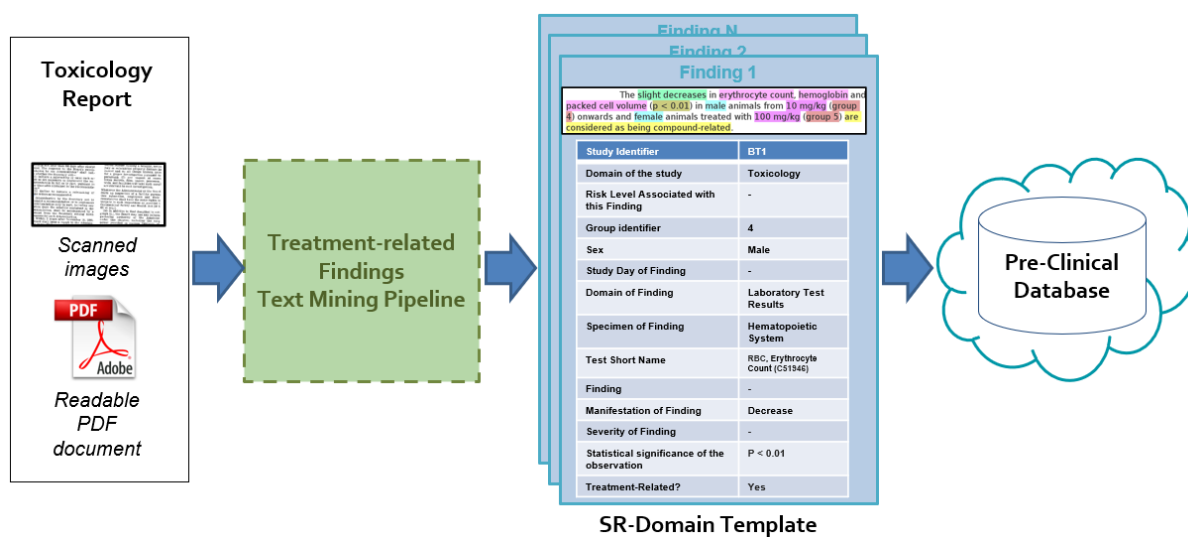 Toxicology
Report
Scanned
images
PDF
Adobe
Readable
PDF
document
Treatment-related
Findings
Text Mining Pipeline
Finding N
Finding 2
Finding 1
The slight decreases in erythrocyte count, hemoglobin and
packed cell volume (p < 0.01) in male animals from 10 mg/kg (group
4) onwards and female animals treated with 100 mg/kg (group 5) are
considered as being compound-related.
Study Identifier BT1
Domain of the study Toxicology
Risk Level Associated with
this Finding -
Group identifier 4
Sex Male
Study Day of Finding -
Domain of Finding Laboratory Test
Results
Specimen of Finding Hematopoietic
System
Test Short Name RBC, Erythrocyte
Count (C51946)
Finding -
Manifestation of Finding Decrease
Severity of Finding -
Statistical significance of the P < 0.01
observation
Treatment-Related? Yes
SR-Domain Template
Pre-Clinical
Database